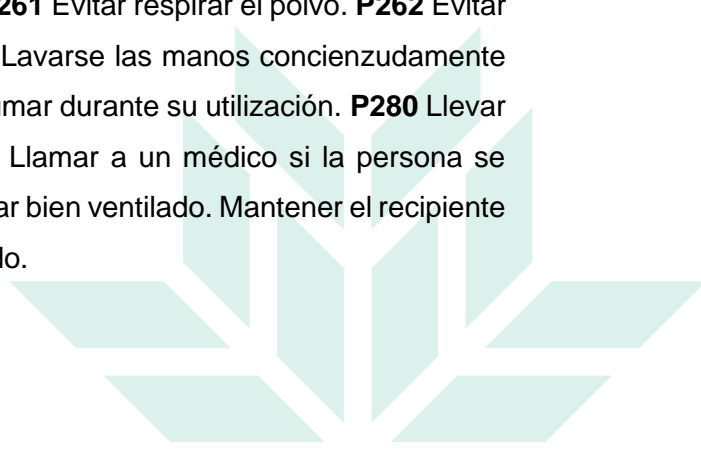 261 Evitar respirar el polvo. P262 Evitar
Lavarse las manos concienzudamente
umar durante su utilización. P280 Llevar
Llamar a un médico si la persona se
ar bien ventilado. Mantener el recipiente
do.